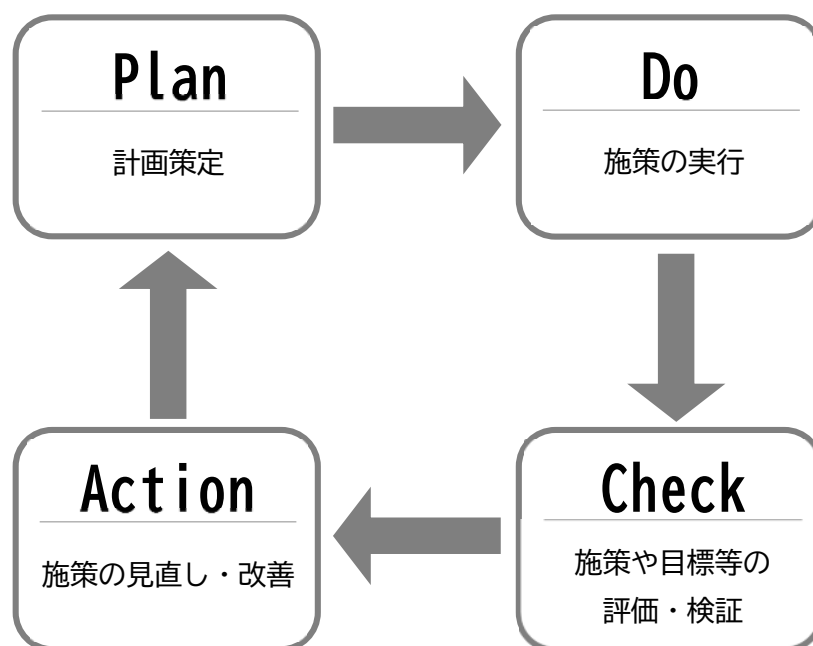 Plan
計画策定
Do
施策の実行
Check
施策や目標等の
評価・検証
Action
施策の見直し・改善